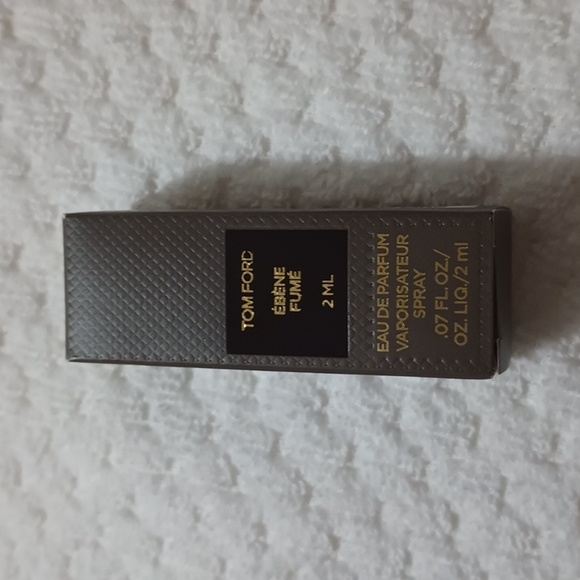 TOM FORD
ÉBÈNE
FUMÉ
2 ML
EAU DE PARFUM
VAPORISATEUR
SPRAY
.07 FL. OZ./
OZ. LIQ./2 ml